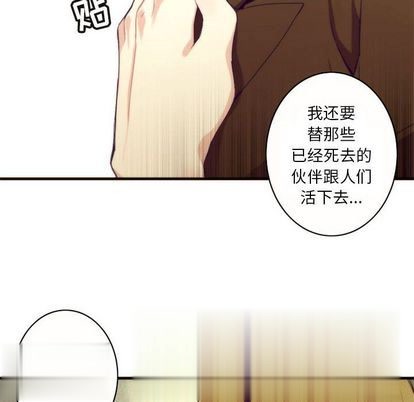 贴
我还要
替那些
已经死去的
伙伴跟人们
活下去...